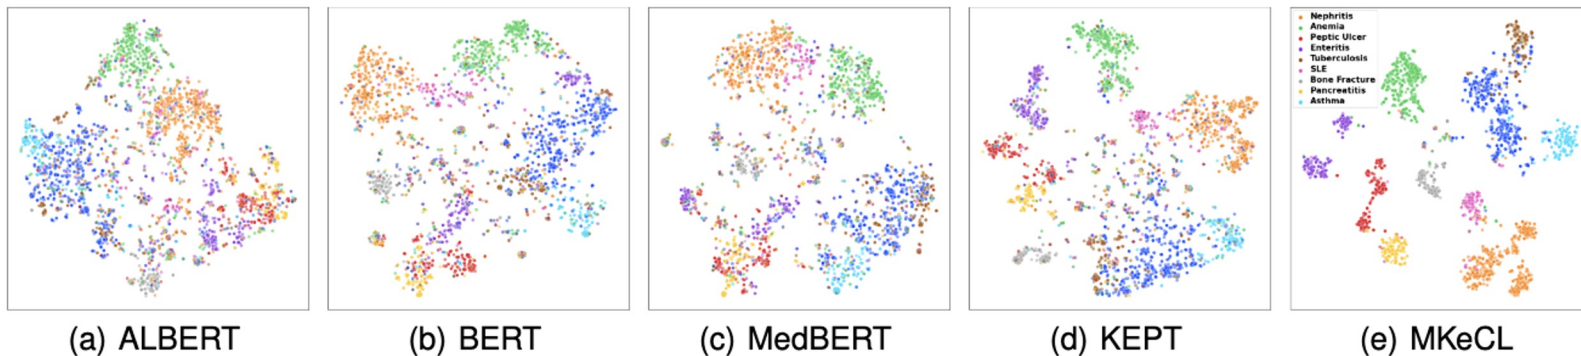 Nephritis
Anemia
Peptic Ulcer
Enteritis
Tuberculosis
SLE
Bone Fracture
Pancreatitis
Asthma
(a) ALBERT
(b) BERT
(c) MedBERT
(d) KEPT
(e) MKeCL